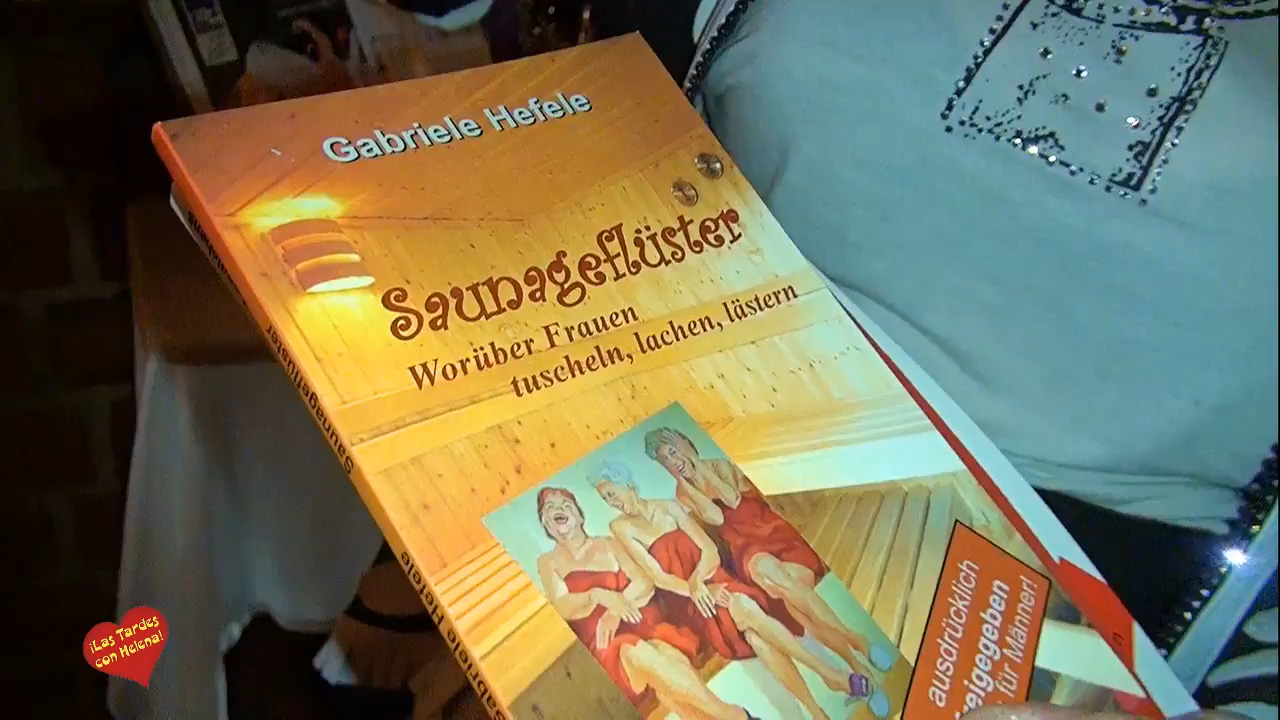 Gabriele Hefele
Saunageflüster
Worüber Frauen
tuscheln, lachen, lästern
ausdrücklich
freigegeben
für Männer!
Saunageflüster
Gabriele Hefele
¡Las Tardes
con Helena!